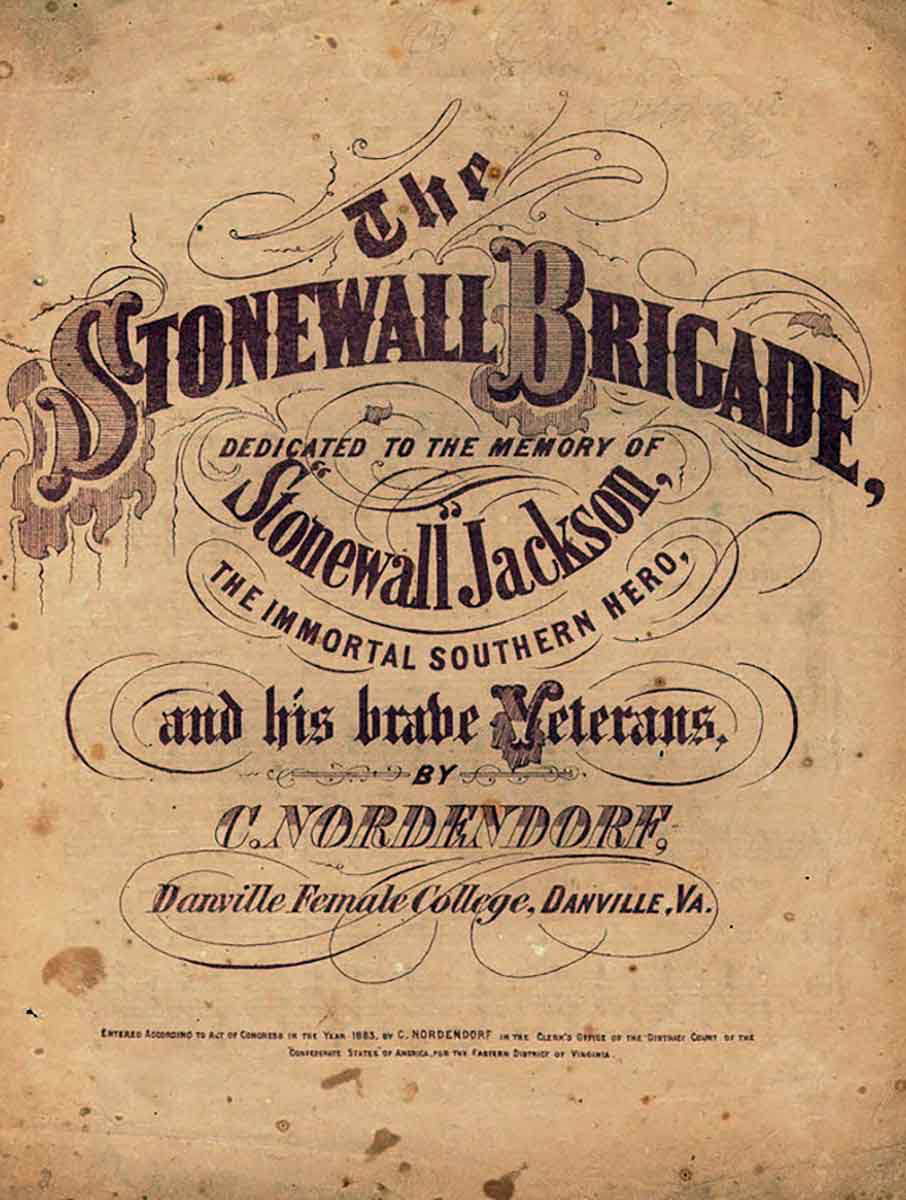 The
STONEWALL BRIGADE,
DEDICATED TO THE MEMORY OF
"Stonewall" Jackson,
THE IMMORTAL SOUTHERN HERO,
and his brave Veterans,
BY
C. NORDENDORF,
Danville Female College, DANVILLE, VA.
ENTERED ACCORDING TO ACT OF CONGRESS IN THE YEAR 1863, BY C. NORDENDORF IN THE CLERK'S OFFICE OF THE DISTRICT COURT OF THE
CONFEDERATE STATES OF AMERICA, FOR THE EASTERN DISTRICT OF VIRGINIA.